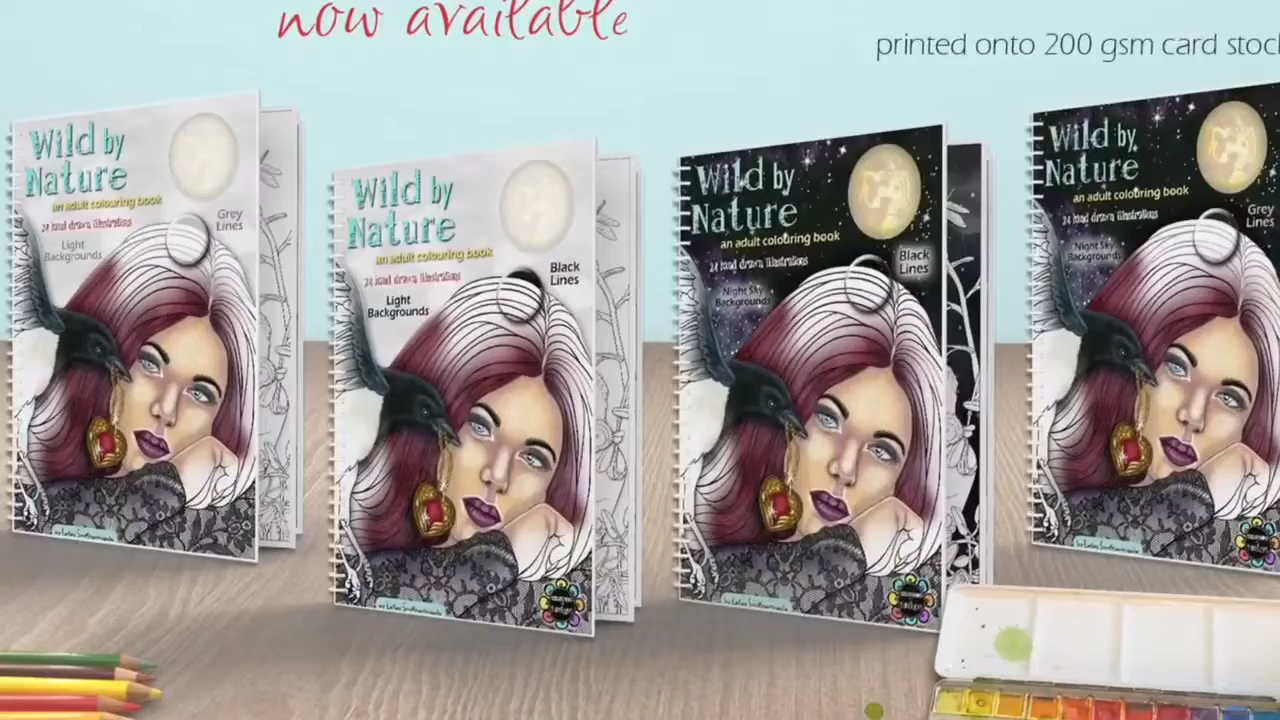 now available
printed onto 200 gsm card stock
Wild by
Nature
an adult colouring book
24 hand drawn illustrations
Grey
Lines
Light
Backgrounds
Wild by
Nature
an adult colouring book
24 hand drawn illustrations
Black
Lines
Light
Backgrounds
Wild by
Nature
an adult colouring book
24 hand drawn illustrations
Black
Lines
Night Sky
Backgrounds
Wild by
Nature
an adult colouring book
24 hand drawn illustrations
Grey
Lines
Night Sky
Backgrounds